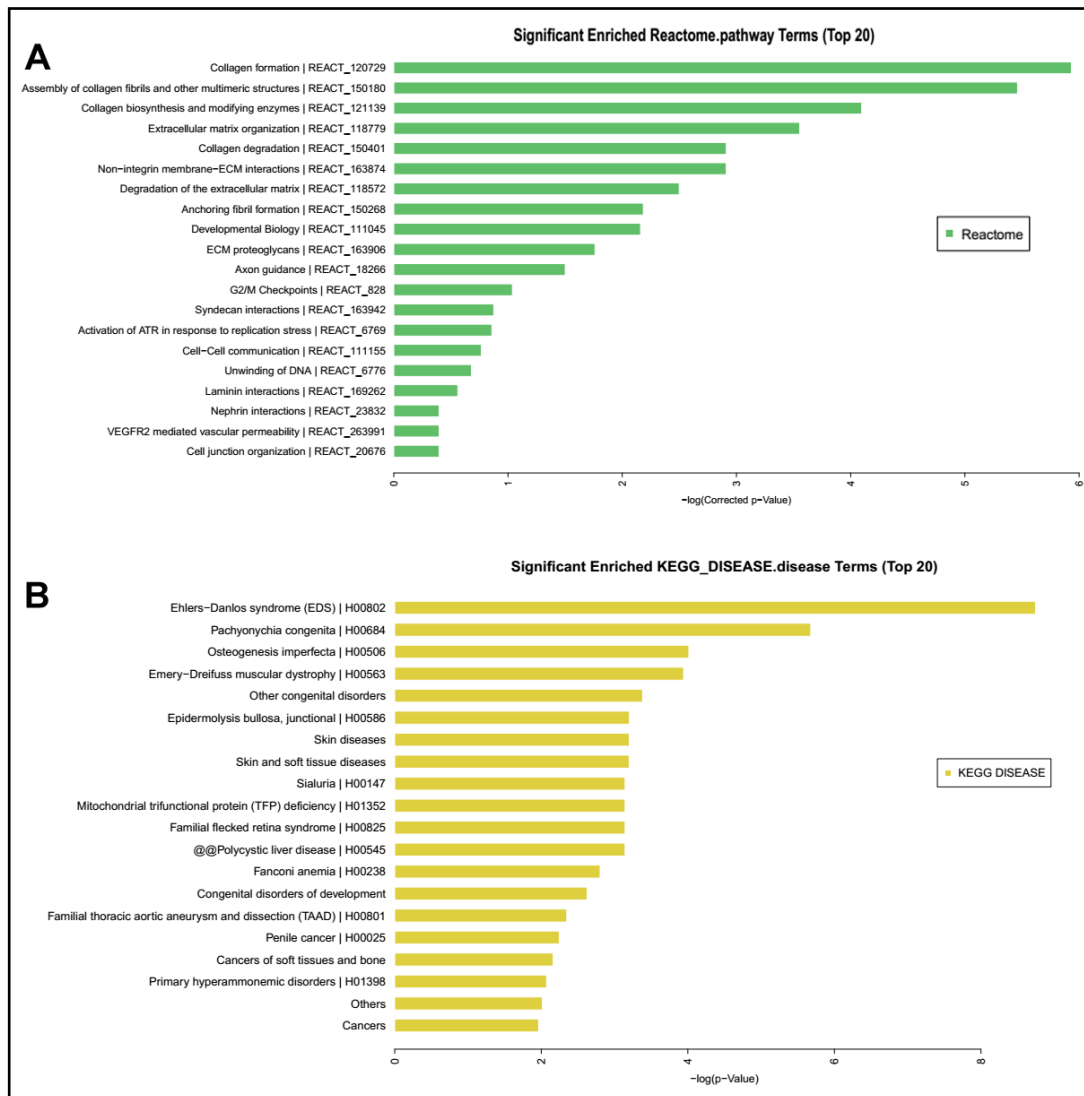 A
Significant Enriched Reactome.pathway Terms (Top 20)
Collagen formation | REACT_120729
Assembly of collagen fibrils and other multimeric structures | REACT_150180
Collagen biosynthesis and modifying enzymes | REACT_121139
Extracellular matrix organization | REACT_118779
Collagen degradation | REACT_150401
Non−integrin membrane−ECM interactions | REACT_163874
Degradation of the extracellular matrix | REACT_118572
Anchoring fibril formation | REACT_150268
Developmental Biology | REACT_111045
ECM proteoglycans | REACT_163906
Axon guidance | REACT_18266
G2/M Checkpoints | REACT_828
Syndecan interactions | REACT_163942
Activation of ATR in response to replication stress | REACT_6769
Cell−Cell communication | REACT_111155
Unwinding of DNA | REACT_6776
Laminin interactions | REACT_169262
Nephrin interactions | REACT_23832
VEGFR2 mediated vascular permeability | REACT_263991
Cell junction organization | REACT_20676
Reactome
0 1 2 3 4 5 6
−log(Corrected p-Value)
B
Significant Enriched KEGG_DISEASE.disease Terms (Top 20)
Ehlers−Danlos syndrome (EDS) | H00802
Pachyonychia congenita | H00684
Osteogenesis imperfecta | H00506
Emery−Dreifuss muscular dystrophy | H00563
Other congenital disorders
Epidermolysis bullosa, junctional | H00586
Skin diseases
Skin and soft tissue diseases
Sialuria | H00147
Mitochondrial trifunctional protein (TFP) deficiency | H01352
Familial flecked retina syndrome | H00825
@@Polycystic liver disease | H00545
Fanconi anemia | H00238
Congenital disorders of development
Familial thoracic aortic aneurysm and dissection (TAAD) | H00801
Penile cancer | H00025
Cancers of soft tissues and bone
Primary hyperammonemic disorders | H01398
Others
Cancers
KEGG DISEASE
0 2 4 6 8
−log(p−Value)